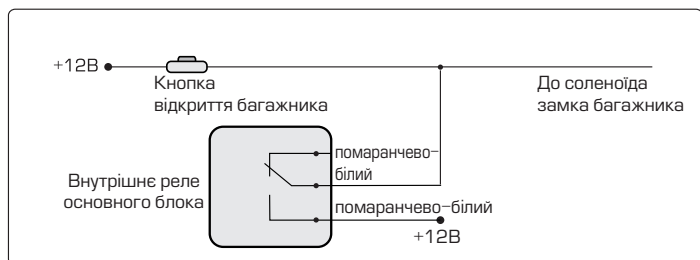 +12В
Кнопка
відкриття багажника
До соленоїда
замка багажника
Внутрішнє реле
основного блока
помаранчево-
білий
помаранчево-білий
+12В